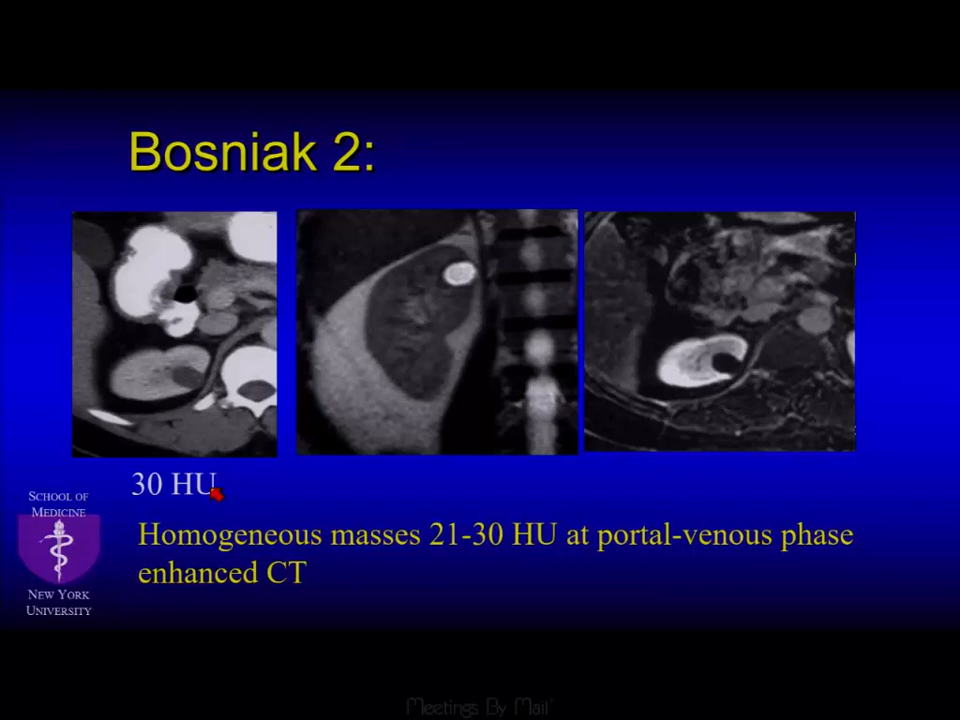 Bosniak 2:
30 HU
Homogeneous masses 21-30 HU at portal-venous phase
enhanced CT
SCHOOL OF
MEDICINE
NEW YORK
UNIVERSITY
Meetings By Mail